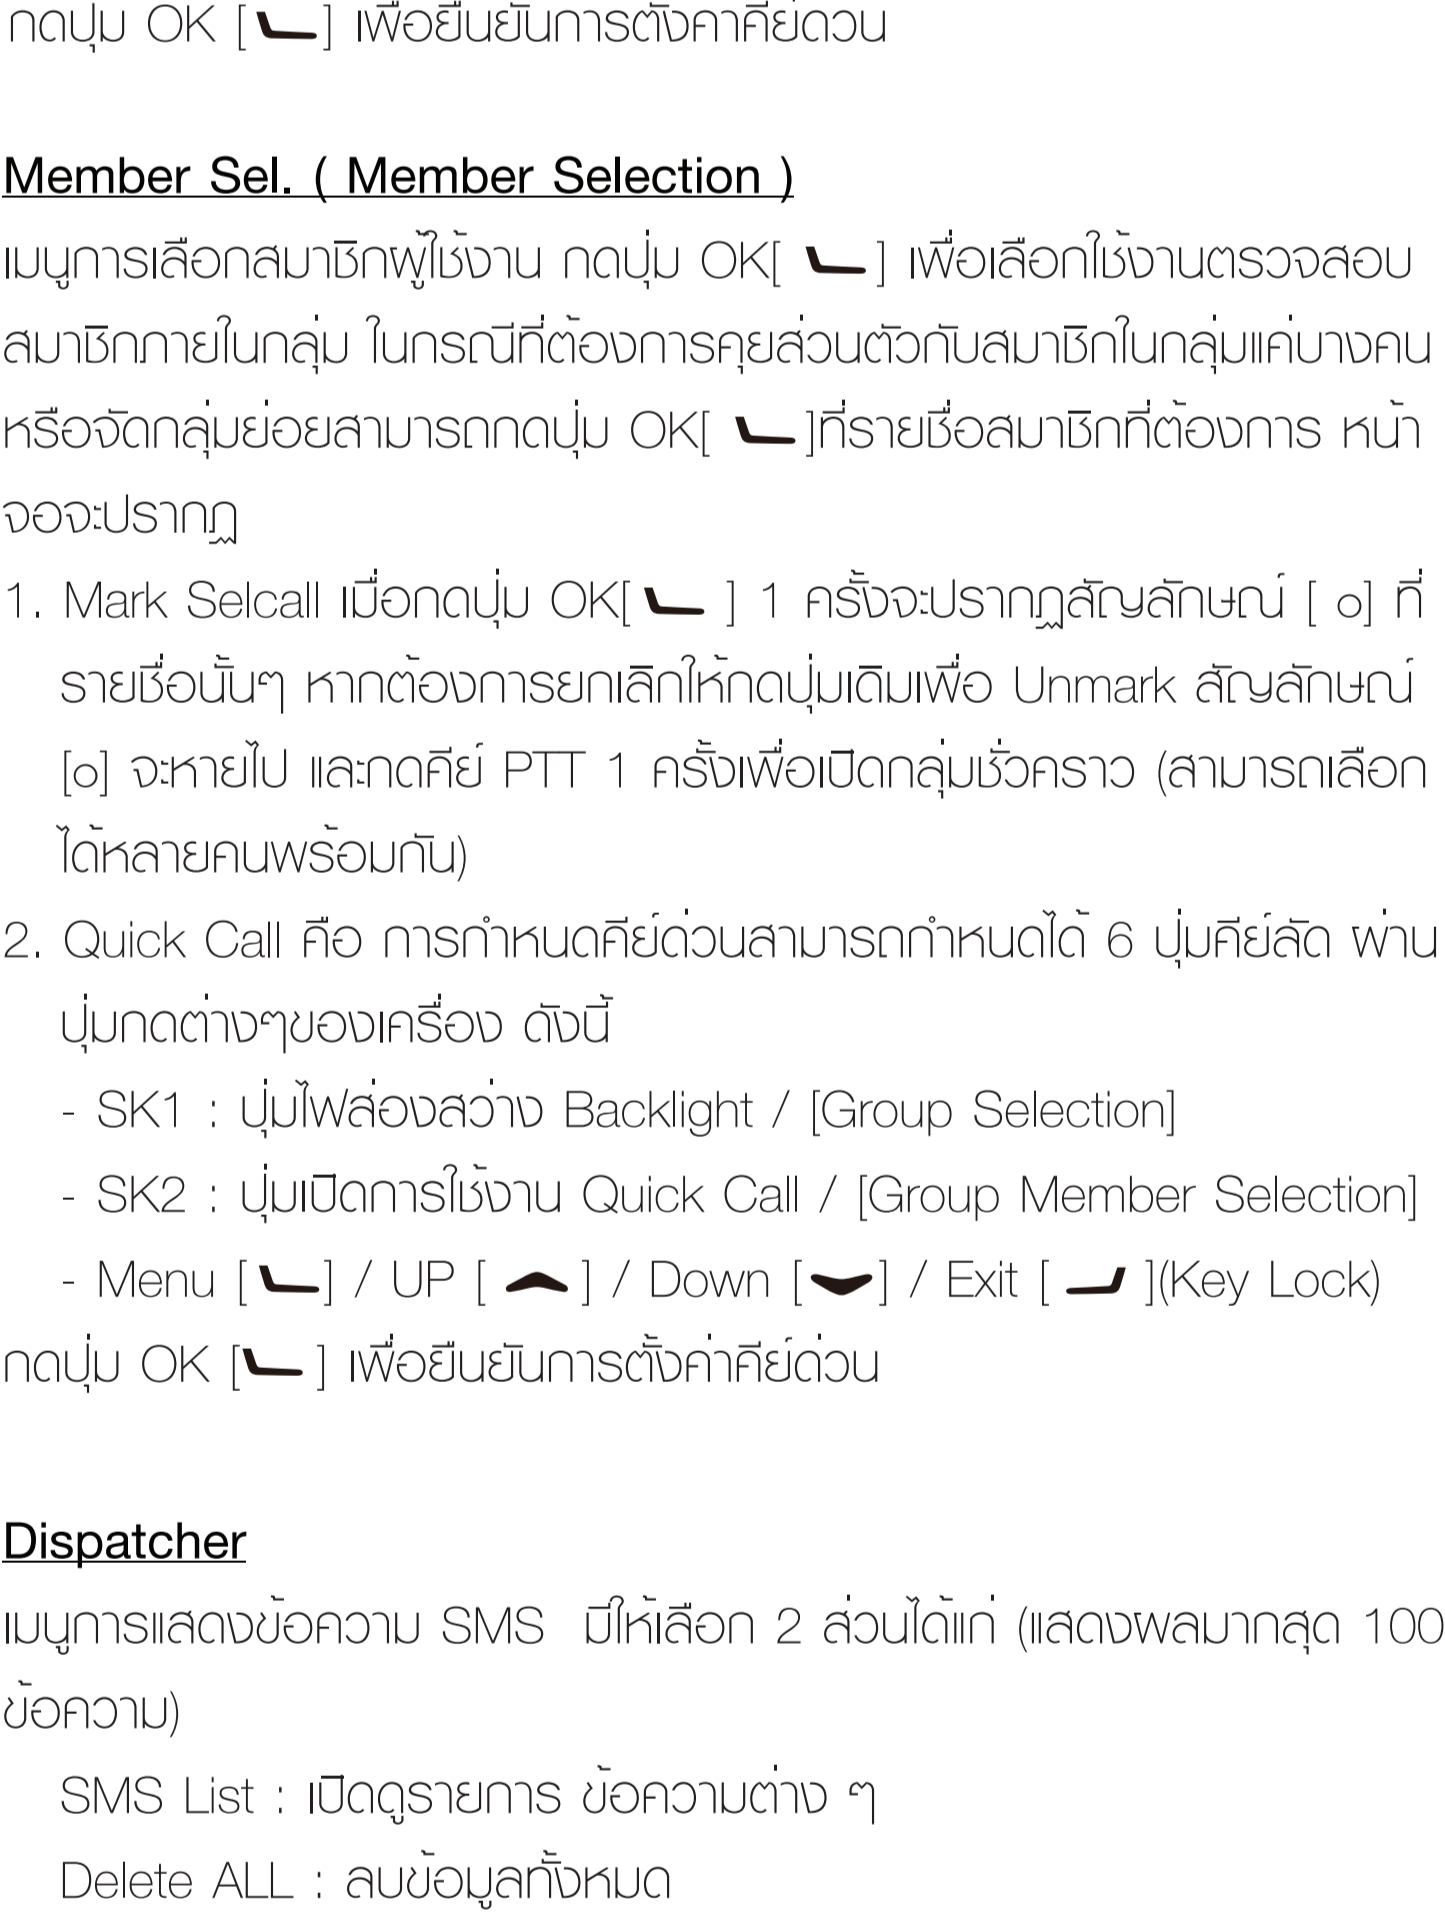 กดปุ่ม OK [ ] เพื่อยืนยันการตั้งค่าคีย์ด่วน
Member Sel. ( Member Selection )
เมนูการเลือกสมาชิกผู้ใช้งาน กดปุ่ม OK[ ] เพื่อเลือกใช้งานตรวจสอบ
สมาชิกภายในกลุ่ม ในกรณีที่ต้องการคุยส่วนตัวกับสมาชิกในกลุ่มแค่บางคน
หรือจัดกลุ่มย่อยสามารถกดปุ่ม OK[ ]ที่รายชื่อสมาชิกที่ต้องการ หน้า
จอจะปรากฏ
1. Mark Selcall เมื่อกดปุ่ม OK[ ] 1 ครั้งจะปรากฏสัญลักษณ์ [ o] ที่
รายชื่อนั้นๆ หากต้องการยกเลิกให้กดปุ่มเดิมเพื่อ Unmark สัญลักษณ์
[o] จะหายไป และกดคีย์ PTT 1 ครั้งเพื่อเปิดกลุ่มชั่วคราว (สามารถเลือก
ได้หลายคนพร้อมกัน)
2. Quick Call คือ การกำหนดคีย์ด่วนสามารถกำหนดได้ 6 ปุ่มคีย์ลัด ผ่าน
ปุ่มกดต่างๆของเครื่อง ดังนี้
- SK1 : ปุ่มไฟส่องสว่าง Backlight / [Group Selection]
- SK2 : ปุ่มเปิดการใช้งาน Quick Call / [Group Member Selection]
- Menu [ ] / UP [ ] / Down [ ] / Exit [ ](Key Lock)
กดปุ่ม OK [ ] เพื่อยืนยันการตั้งค่าคีย์ด่วน
Dispatcher
เมนูการแสดงข้อความ SMS มีให้เลือก 2 ส่วนได้แก่ (แสดงผลมากสุด 100
ข้อความ)
SMS List : เปิดดูรายการ ข้อความต่าง ๆ
Delete ALL : ลบข้อมูลทั้งหมด